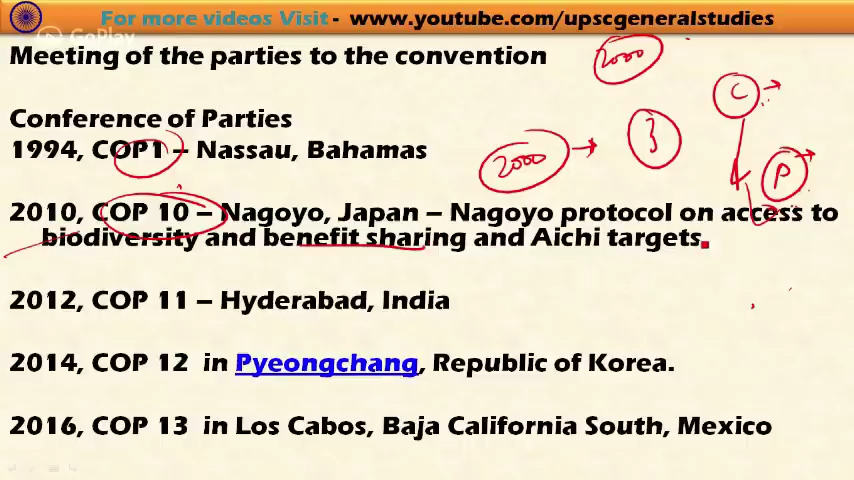 For more videos Visit - www.youtube.com/upscgeneralstudies
GoPlay
Meeting of the parties to the convention
2000
C
Conference of Parties
1994, COP1 – Nassau, Bahamas
2000
}
P
2010, COP 10 – Nagoyo, Japan – Nagoyo protocol on access to
biodiversity and benefit sharing and Aichi targets.
2012, COP 11 – Hyderabad, India
2014, COP 12 in Pyeongchang, Republic of Korea.
2016, COP 13 in Los Cabos, Baja California South, Mexico